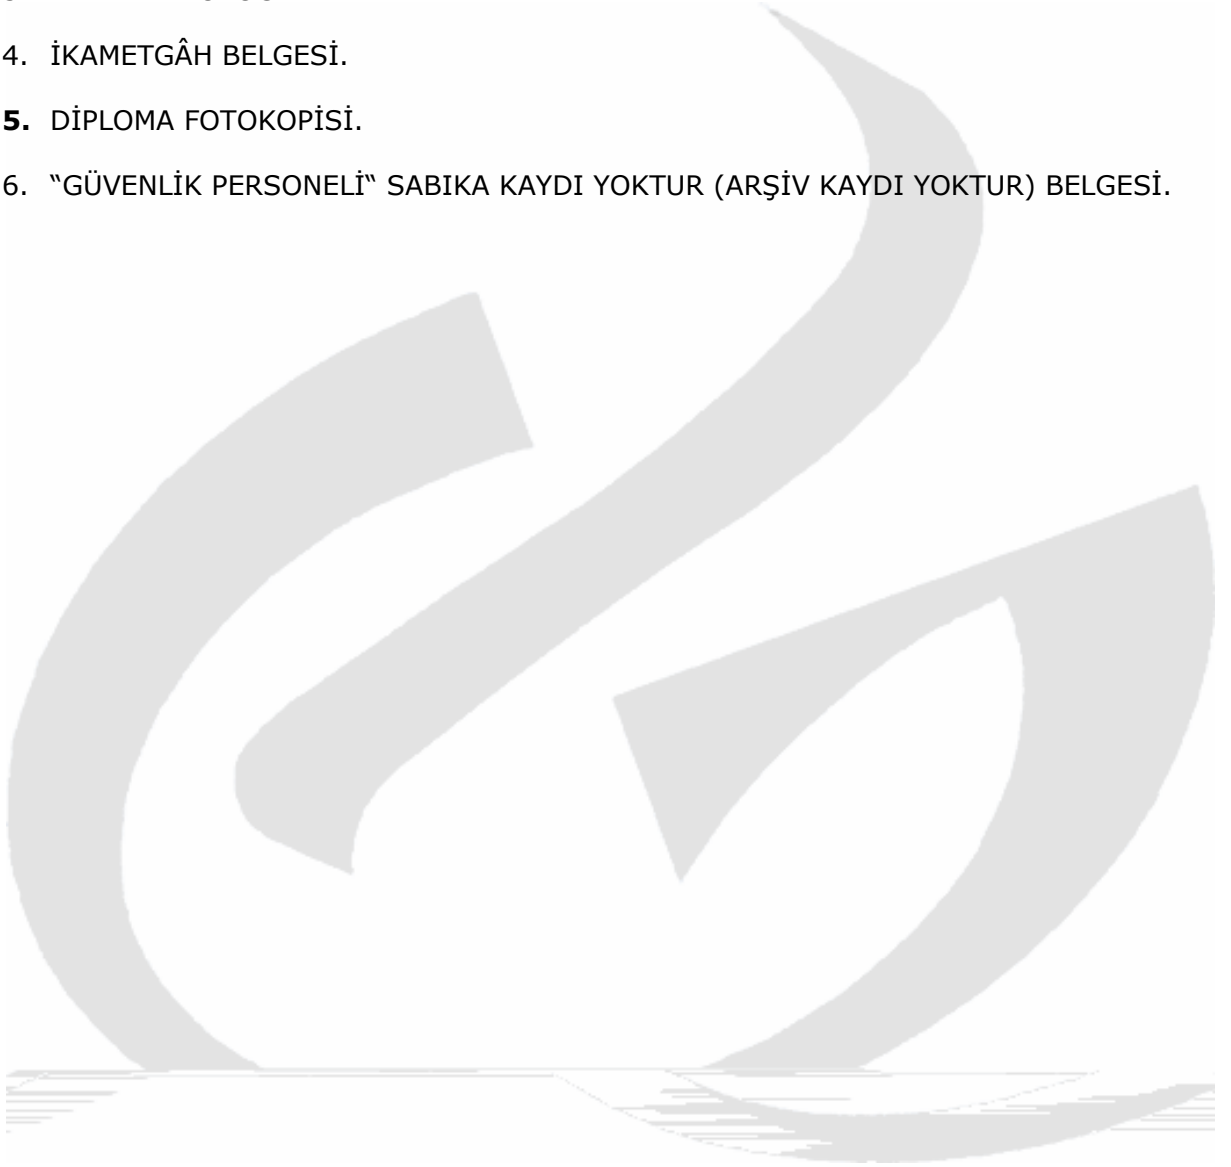 4. İKAMETGÂH BELGESİ.
5. DİPLOMA FOTOKOPİSİ.
6. “GÜVENLİK PERSONELİ“ SABIKA KAYDI YOKTUR (ARŞİV KAYDI YOKTUR) BELGESİ.